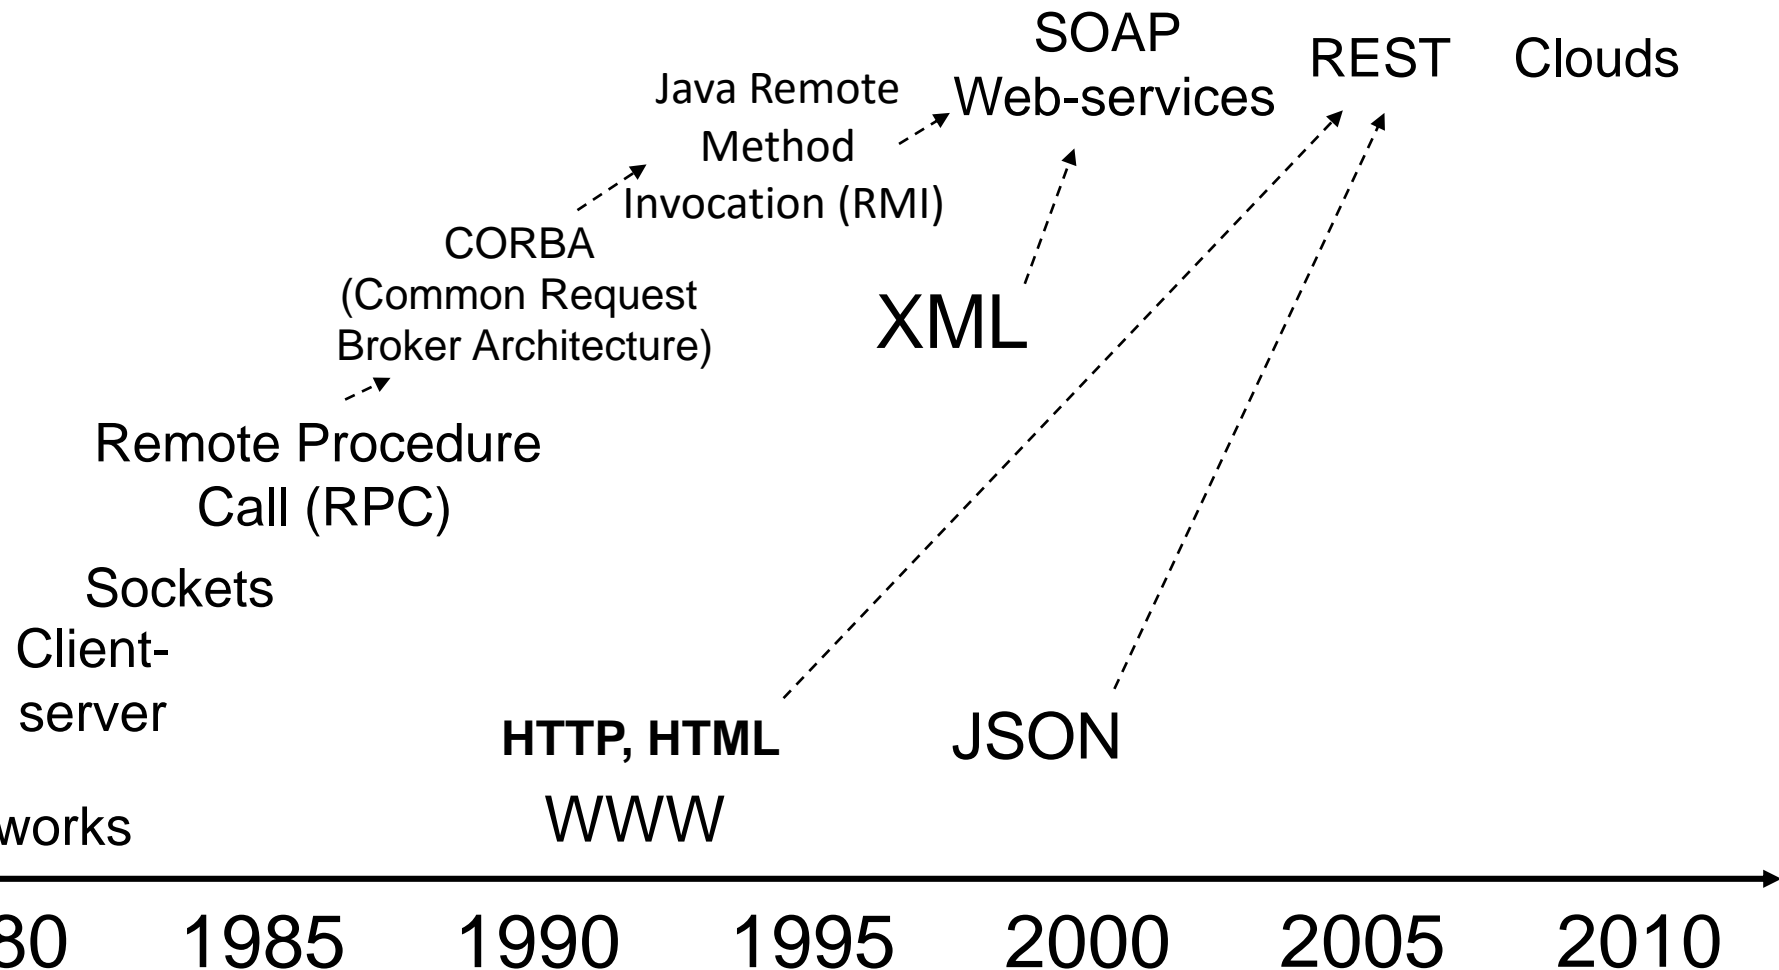 SOAP
Web-services
REST
Clouds
Java Remote
Method
Invocation (RMI)
CORBA
(Common Request
Broker Architecture)
XML
Remote Procedure
Call (RPC)
Sockets
Client-
server
HTTP, HTML
WWW
JSON
works
80 1985 1990 1995 2000 2005 2010